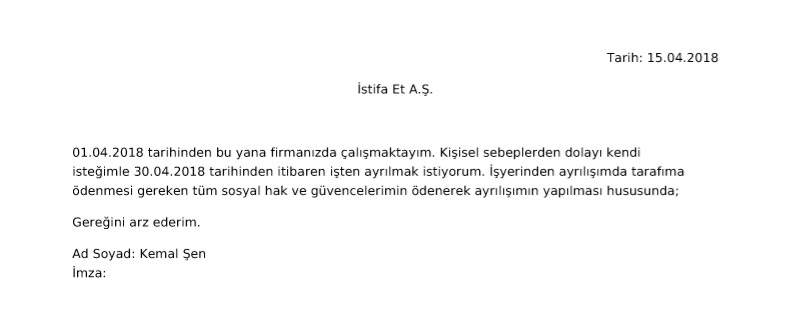 Tarih: 15.04.2018
İstifa Et A.Ş.
01.04.2018 tarihinden bu yana firmanızda çalışmaktayım. Kişisel sebeplerden dolayı kendi
isteğimle 30.04.2018 tarihinden itibaren işten ayrılmak istiyorum. İşyerinden ayrılışımda tarafıma
ödenmesi gereken tüm sosyal hak ve güvencelerimin ödenerek ayrılışımın yapılması hususunda;
Gereğini arz ederim.
Ad Soyad: Kemal Şen
İmza: